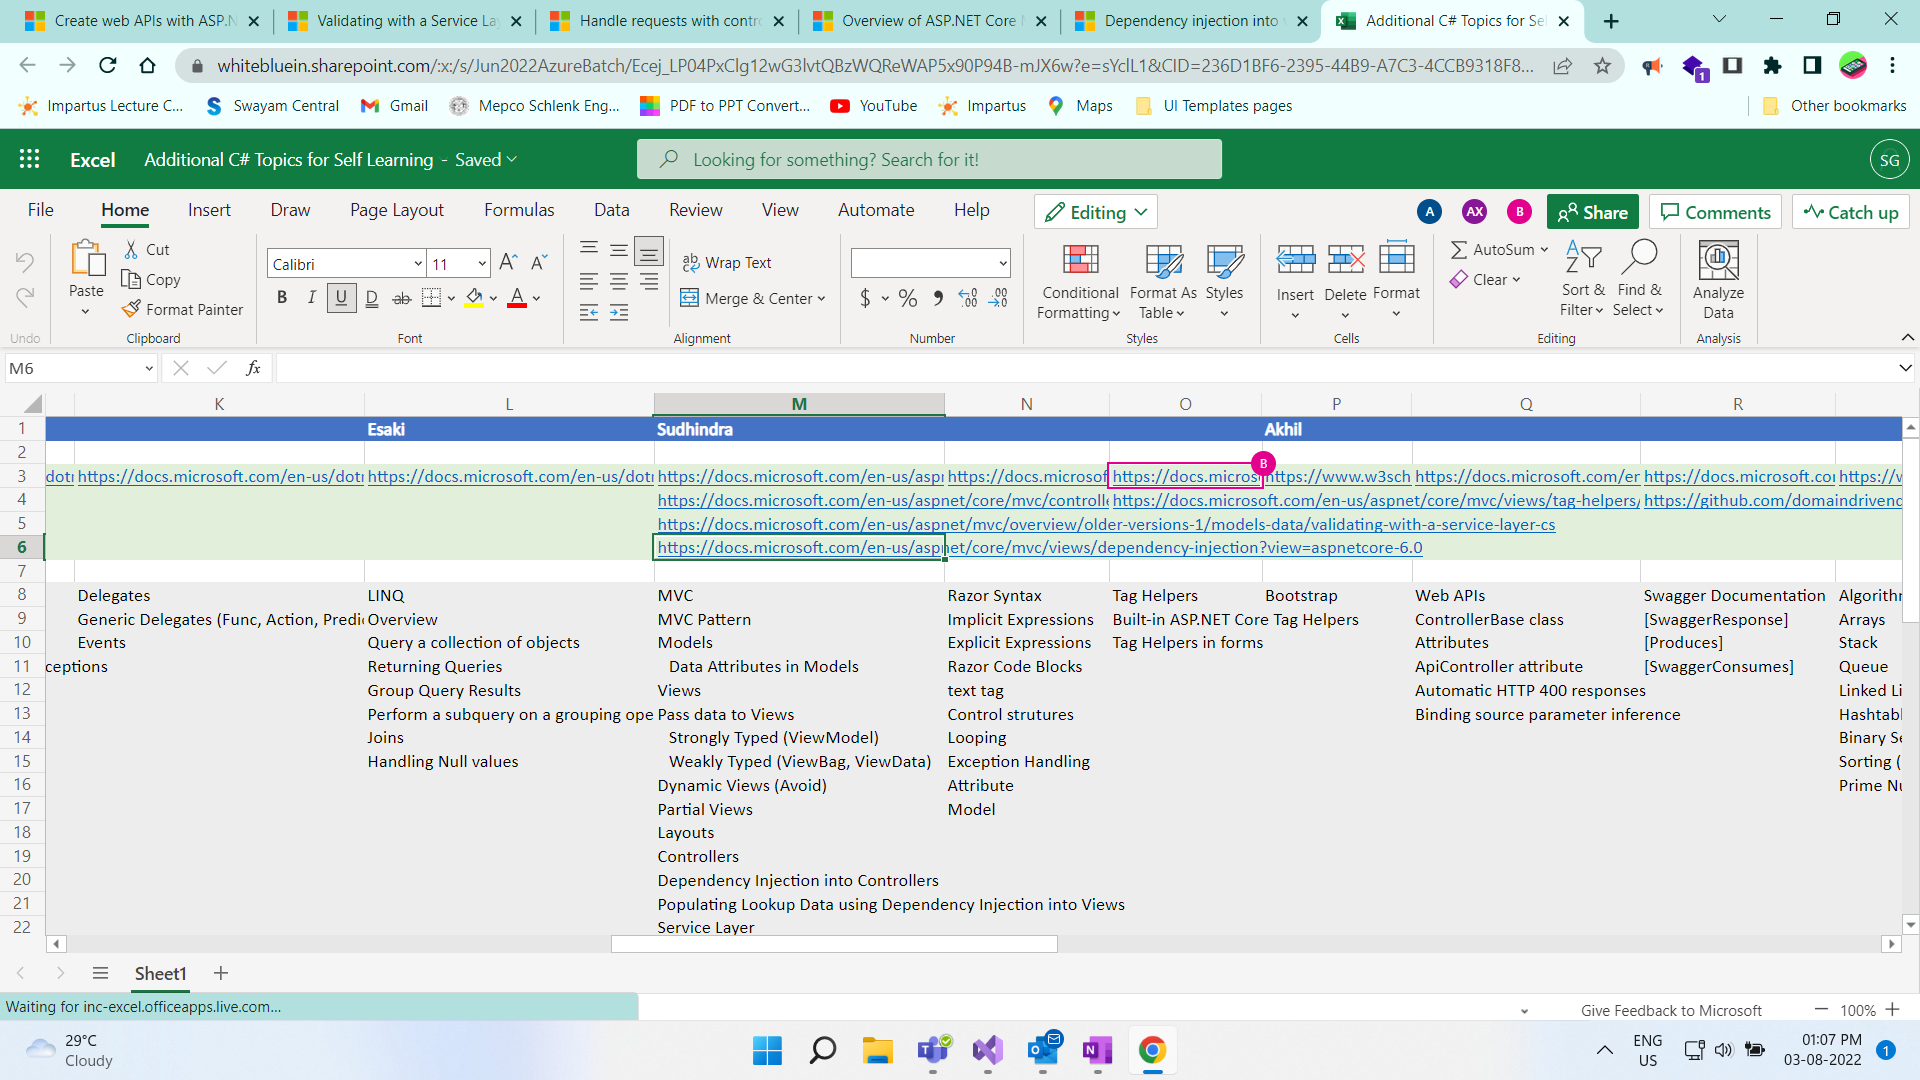 Create web APIs with ASP.N
Validating with a Service La
Handle requests with contro
Overview of ASP.NET Core M
Dependency injection into v
Additional C# Topics for Sel
whitebluein.sharepoint.com/:x:/s/Jun2022AzureBatch/Ecej_LP04PxClg12wG3lvtQBzWQReWAP5x90P94B-mJX6w?e=sYclL1&CID=236D1BF6-2395-44B9-A7C3-4CCB9318F8...
1
Impartus Lecture C...
Swayam Central
Gmail
Mepco Schlenk Eng...
PDF to PPT Convert...
YouTube
Impartus
Maps
UI Templates pages
Other bookmarks
Excel
Additional C# Topics for Self Learning - Saved
Looking for something? Search for it!
SG
File Home Insert Draw Page Layout Formulas Data Review View Automate Help
Editing
A AX B
Share
Comments
Catch up
Undo
Paste
Cut
Copy
Format Painter
Clipboard
Calibri 11
B I U D ab A
Font
Wrap Text
Merge & Center
Alignment
$ % 9 .00
Number
Conditional Formatting
Format As Table
Styles
Styles
Insert
Delete
Format
Cells
AutoSum
Clear
Sort & Filter
Find & Select
Editing
Analyze Data
Analysis
M6
fx
K L M N O P Q R
1 Esaki Sudhindra Akhil
2
B
3 dot https://docs.microsoft.com/en-us/dot https://docs.microsoft.com/en-us/dot https://docs.microsoft.com/en-us/asp https://docs.microsof https://docs.micros https://www.w3sch https://docs.microsoft.com/er https://docs.microsoft.co https://w
4 https://docs.microsoft.com/en-us/aspnet/core/mvc/controlle https://docs.microsoft.com/en-us/aspnet/core/mvc/views/tag-helpers/ https://github.com/domaindrivenc
5 https://docs.microsoft.com/en-us/aspnet/mvc/overview/older-versions-1/models-data/validating-with-a-service-layer-cs
6 https://docs.microsoft.com/en-us/aspnet/core/mvc/views/dependency-injection?view=aspnetcore-6.0
7
8 Delegates LINQ MVC Razor Syntax Tag Helpers Bootstrap Web APIs Swagger Documentation Algorithm
9 Generic Delegates (Func, Action, Predi Overview MVC Pattern Implicit Expressions Built-in ASP.NET Core Tag Helpers ControllerBase class [SwaggerResponse] Arrays
10 Events Query a collection of objects Models Explicit Expressions Tag Helpers in forms Attributes [Produces] Stack
11 ceptions Returning Queries Data Attributes in Models Razor Code Blocks ApiController attribute [SwaggerConsumes] Queue
12 Group Query Results Views text tag Automatic HTTP 400 responses Linked Li
13 Perform a subquery on a grouping ope Pass data to Views Control strutures Binding source parameter inference Hashtabl
14 Joins Strongly Typed (ViewModel) Looping Binary Se
15 Handling Null values Weakly Typed (ViewBag, ViewData) Exception Handling Sorting (
16 Dynamic Views (Avoid) Attribute Prime Nu
17 Partial Views Model
18 Layouts
19 Controllers
20 Dependency Injection into Controllers
21 Populating Lookup Data using Dependency Injection into Views
22 Service Layer
Sheet1
Waiting for inc-excel.officeapps.live.com...
Give Feedback to Microsoft
100%
29°C
Cloudy
ENG
US
01:07 PM
03-08-2022
1